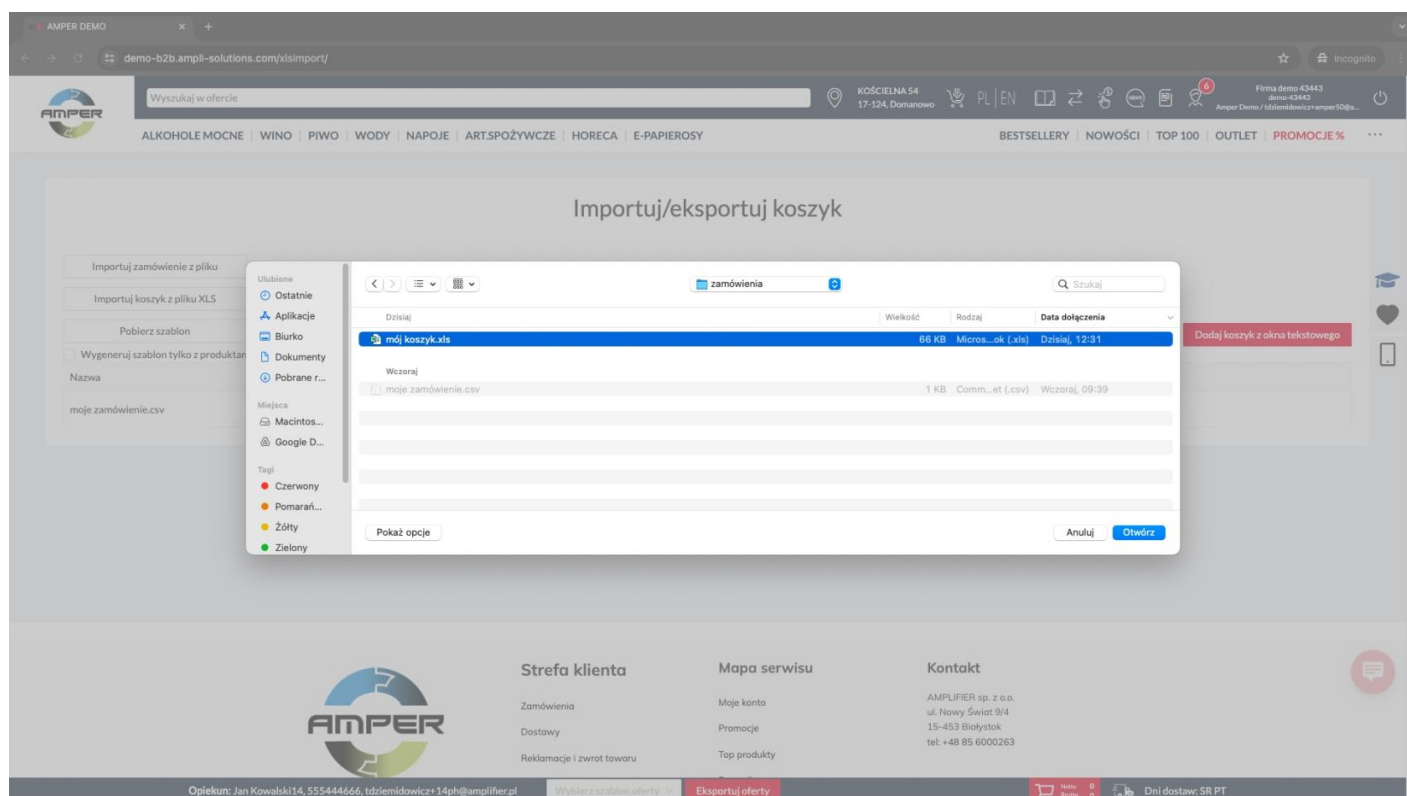 AMPER DEMO
demo-b2b.ampli-solutions.com/xlsimport/
Incognito
AMPER
Wyszukaj w ofercie
KOŚCIELNA 54
17-124, Domanowo
PL | EN
6
Firma demo 43443
demo-43443
Amper Demo / tdziemidowicz+amper50@a...
ALKOHOLE MOCNE | WINO | PIWO | WODY | NAPOJE | ART.SPOŻYWCZE | HORECA | E-PAPIEROSY
BESTSELLERY | NOWOŚCI | TOP 100 | OUTLET | PROMOCJE %
Importuj/eksportuj koszyk
Importuj zamówienie z pliku
Importuj koszyk z pliku XLS
Pobierz szablon
Wygeneruj szablon tylko z produktam
Nazwa
moje zamówienie.csv
Dodaj koszyk z okna tekstowego
Ulubione
Ostatnie
Aplikacje
Biurko
Dokumenty
Pobrane r...
Miejsca
Macintos...
Google D...
Tagi
Czerwony
Pomarań...
Żółty
Zielony
zamówienia
Szukaj
Dzisiaj Wielkość Rodzaj Data dołączenia
mój koszyk.xls 66 KB Micros...ok (.xls) Dzisiaj, 12:31
Wczoraj
moje zamówienie.csv 1 KB Comm...et (.csv) Wczoraj, 09:39
Pokaż opcje
Anuluj
Otwórz
AMPER
Strefa klienta
Zamówienia
Dostawy
Reklamacje i zwrot towaru
Mapa serwisu
Moje konto
Promocje
Top produkty
Kontakt
AMPLIFIER sp. z o.o.
ul. Nowy Świat 9/4
15-453 Białystok
tel: +48 85 6000263
Opiekun: Jan Kowalski14, 555444666, tdziemidowicz+14ph@amplifier.pl
Wybierz szablon oferty
Eksportuj oferty
Netto 0
Dni dostaw: SR PT